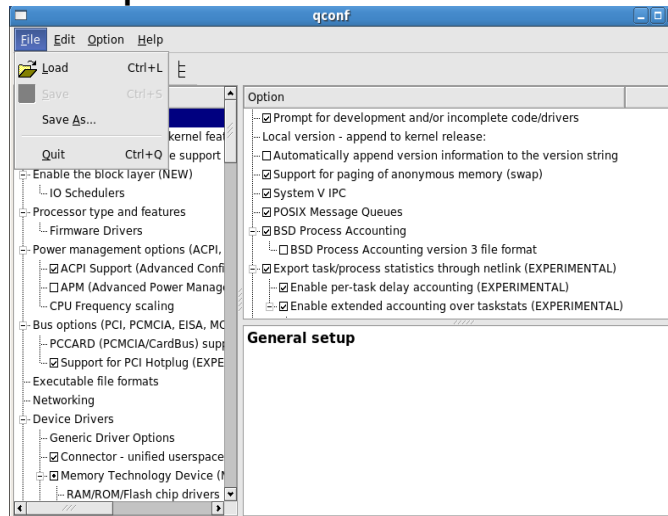 qconf
File Edit Option Help
Load Ctrl+L
Save Ctrl+S
Save As...
Quit Ctrl+Q
kernel feat
e support
Enable the block layer (NEW)
IO Schedulers
Processor type and features
Firmware Drivers
Power management options (ACPI,
ACPI Support (Advanced Confi
APM (Advanced Power Manag
CPU Frequency scaling
Bus options (PCI, PCMCIA, EISA, MC
PCCARD (PCMCIA/CardBus) supp
Support for PCI Hotplug (EXPE
Executable file formats
Networking
Device Drivers
Generic Driver Options
Connector - unified userspace
Memory Technology Device (
RAM/ROM/Flash chip drivers
Option
Prompt for development and/or incomplete code/drivers
Local version - append to kernel release:
Automatically append version information to the version string
Support for paging of anonymous memory (swap)
System V IPC
POSIX Message Queues
BSD Process Accounting
BSD Process Accounting version 3 file format
Export task/process statistics through netlink (EXPERIMENTAL)
Enable per-task delay accounting (EXPERIMENTAL)
Enable extended accounting over taskstats (EXPERIMENTAL)
General setup